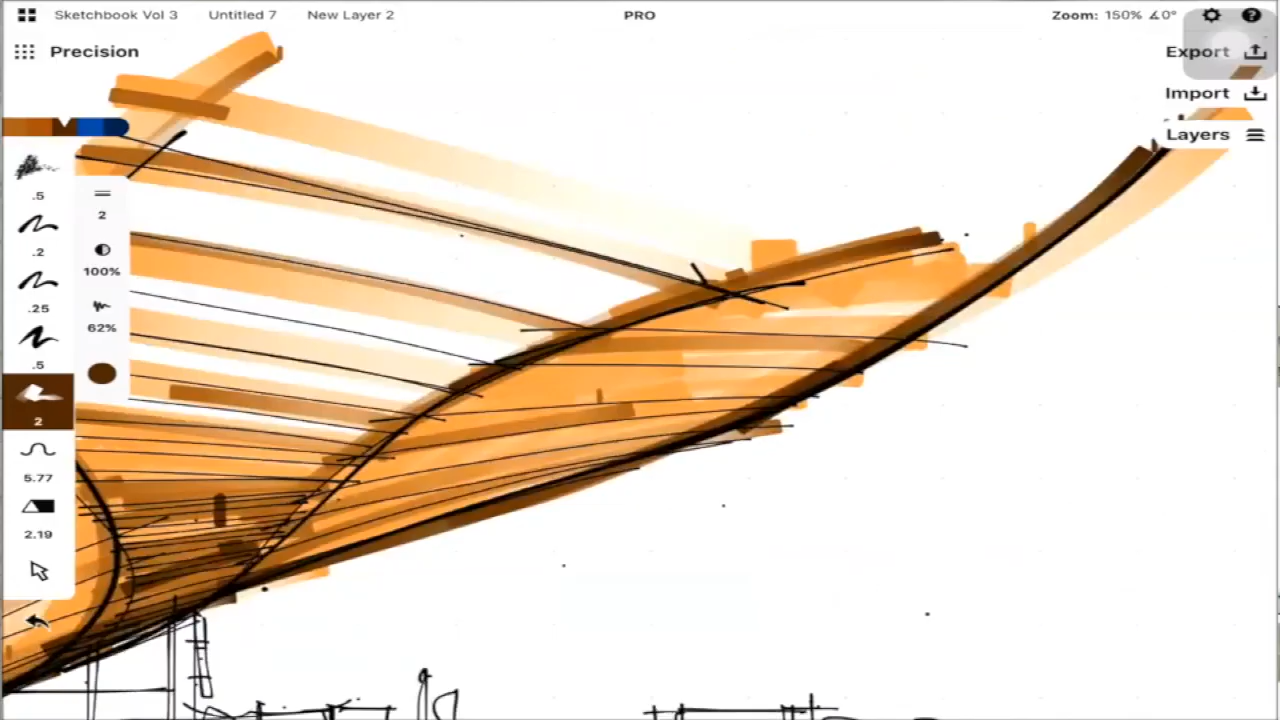 Sketchbook Vol 3 Untitled 7 New Layer 2 PRO Zoom: 150% ∡0°
Precision
Export
Import
Layers
.5
.2
.25
.5
2
5.77
2.19
2
100%
62%